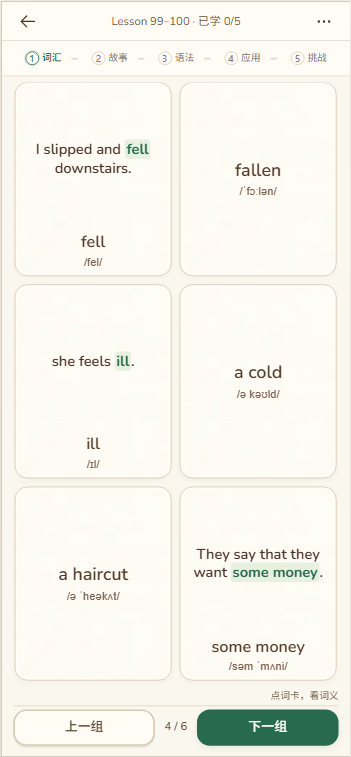 Lesson 99–100 · 已学 0/5
1 词汇 – 2 故事 – 3 语法 – 4 应用 – 5 挑战
I slipped and fell
downstairs.
fell
/fel/
fallen
/ˈfɔːlən/
she feels ill.
ill
/ɪl/
a cold
/ə kəʊld/
a haircut
/ə ˈheəkʌt/
They say that they
want some money.
some money
/səm ˈmʌni/
点词卡，看词义
上一组
4 / 6
下一组